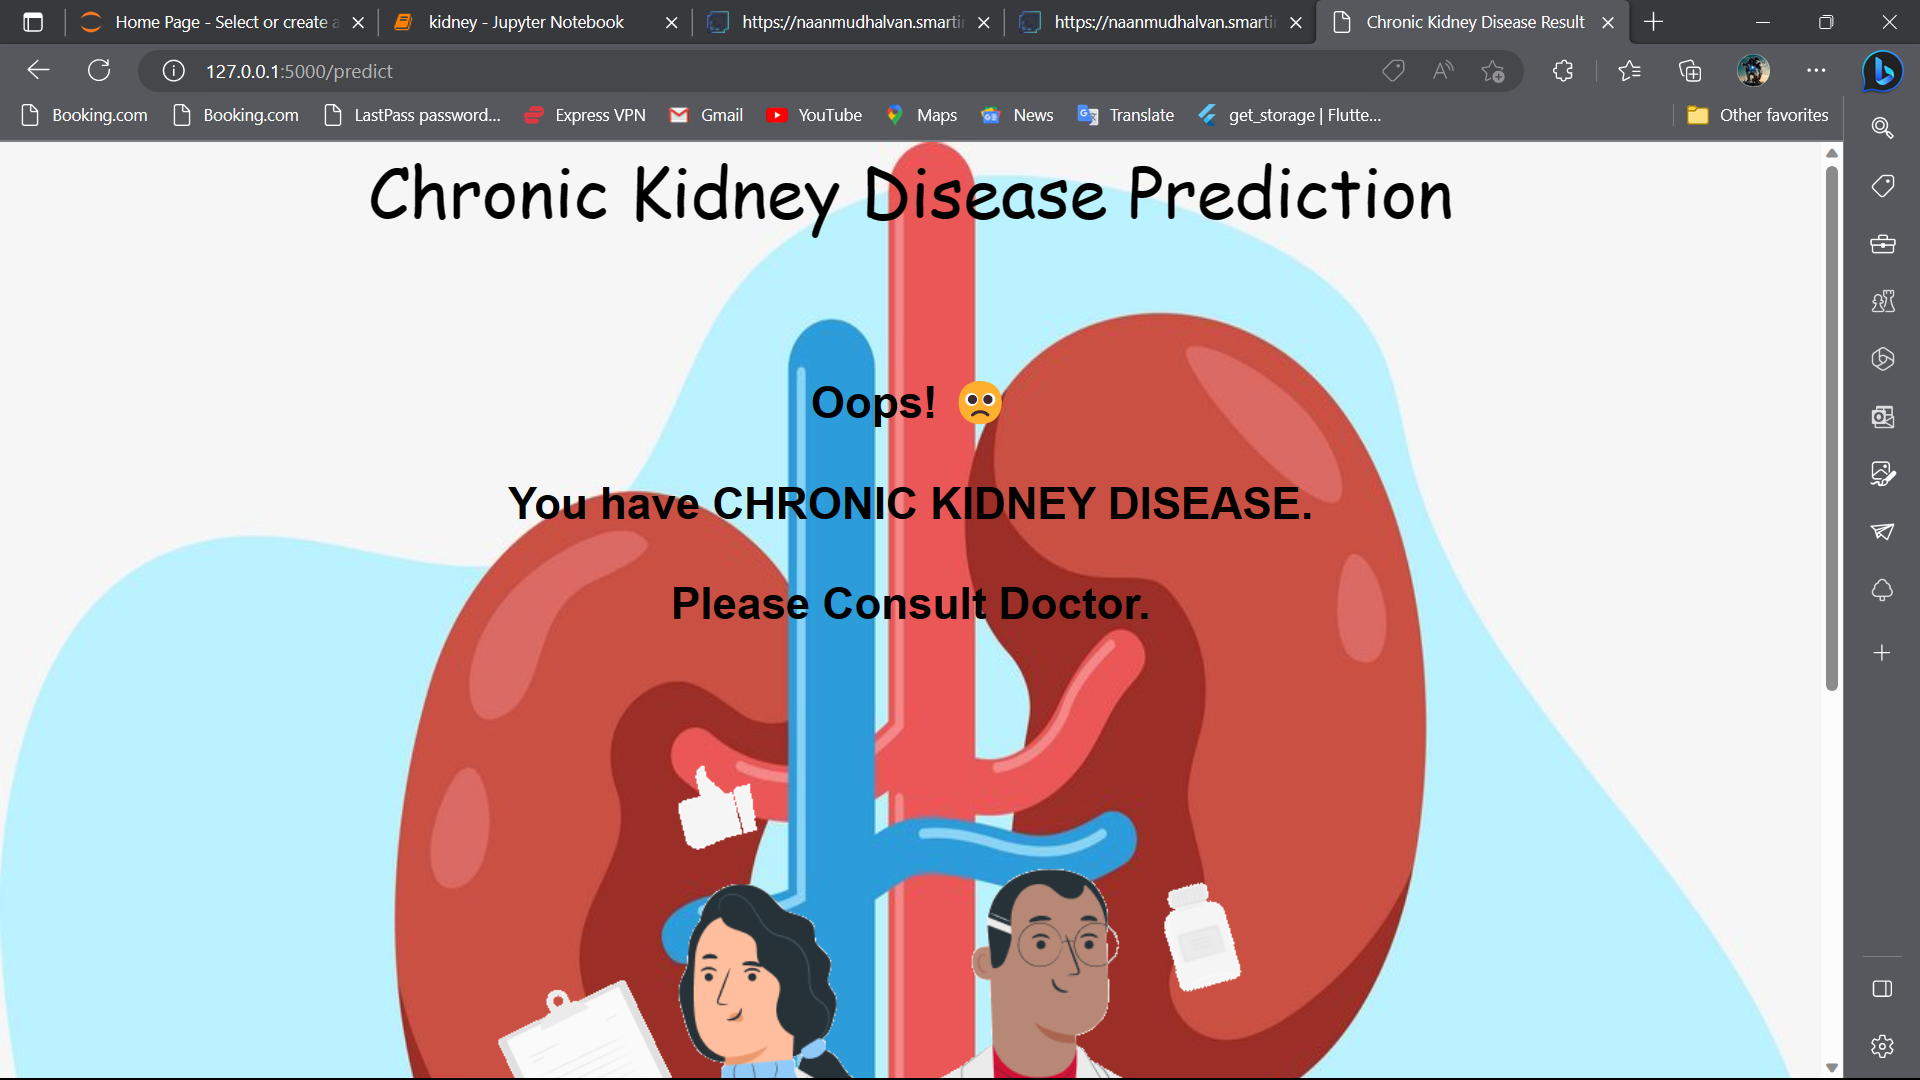 Home Page - Select or create a
kidney - Jupyter Notebook
https://naanmudhalvan.smartin
https://naanmudhalvan.smartin
Chronic Kidney Disease Result
127.0.0.1:5000/predict
Booking.com
Booking.com
LastPass password...
Express VPN
Gmail
YouTube
Maps
News
Translate
get_storage | Flutte...
Other favorites
Chronic Kidney Disease Prediction
Oops! 🙁
You have CHRONIC KIDNEY DISEASE.
Please Consult Doctor.